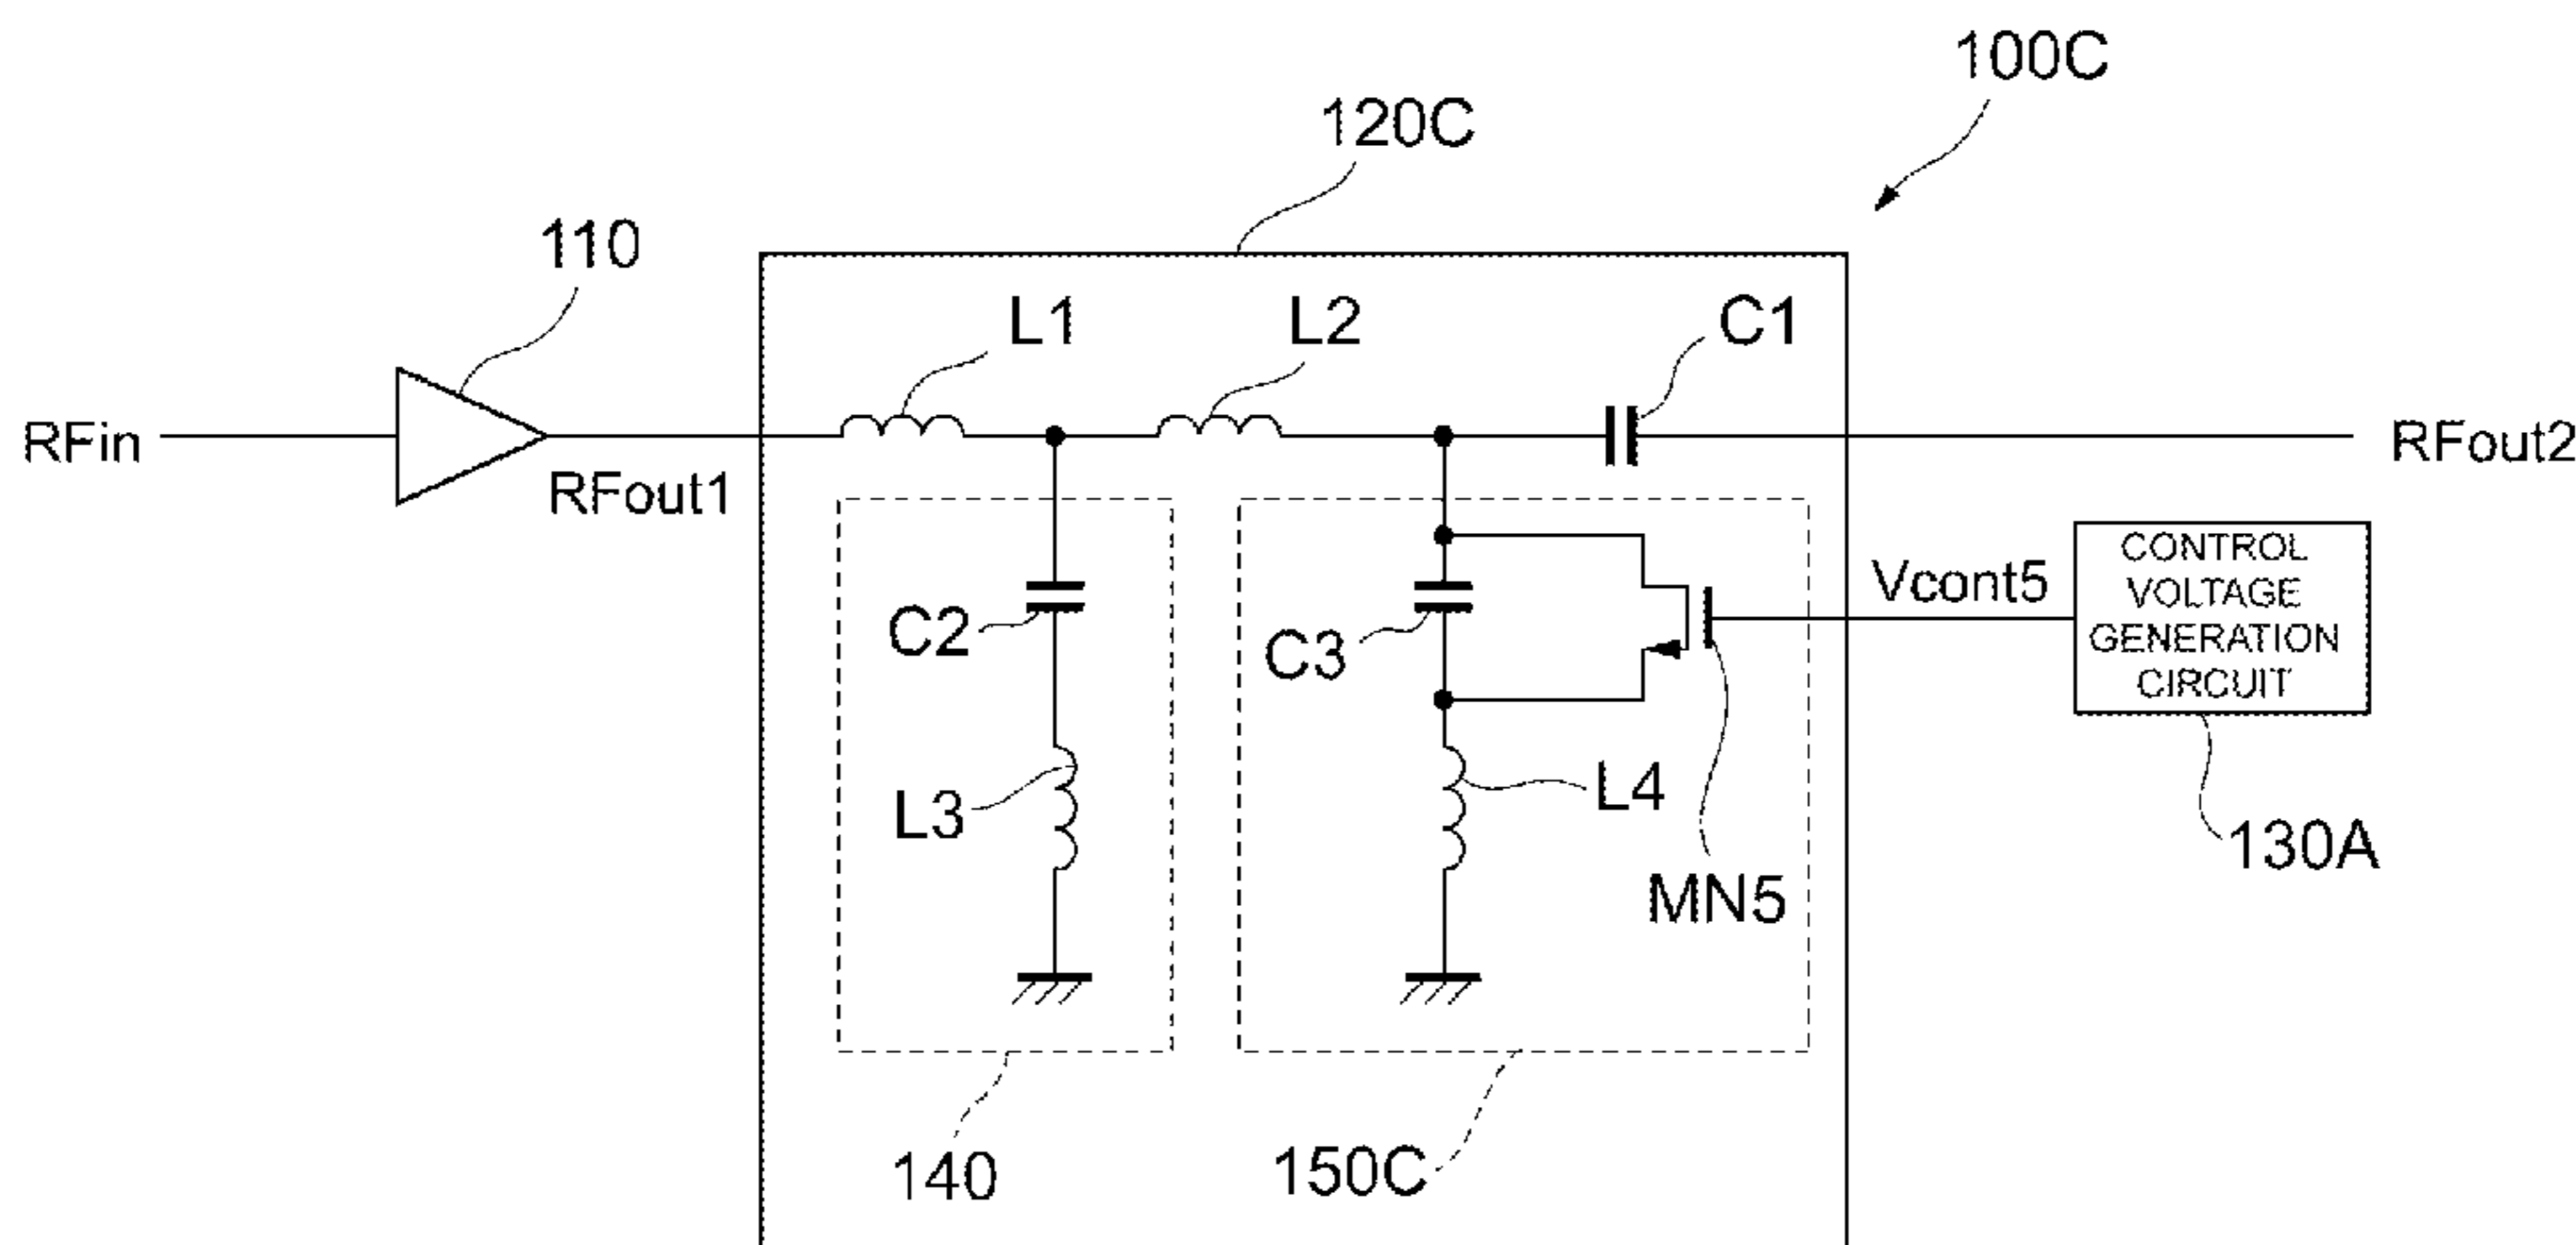 100C
120C
110
L1
L2
C1
RFin
RFout1
RFout2
CONTROL
VOLTAGE
GENERATION
CIRCUIT
Vcont5
C2
C3
L3
L4
MN5
130A
140
150C